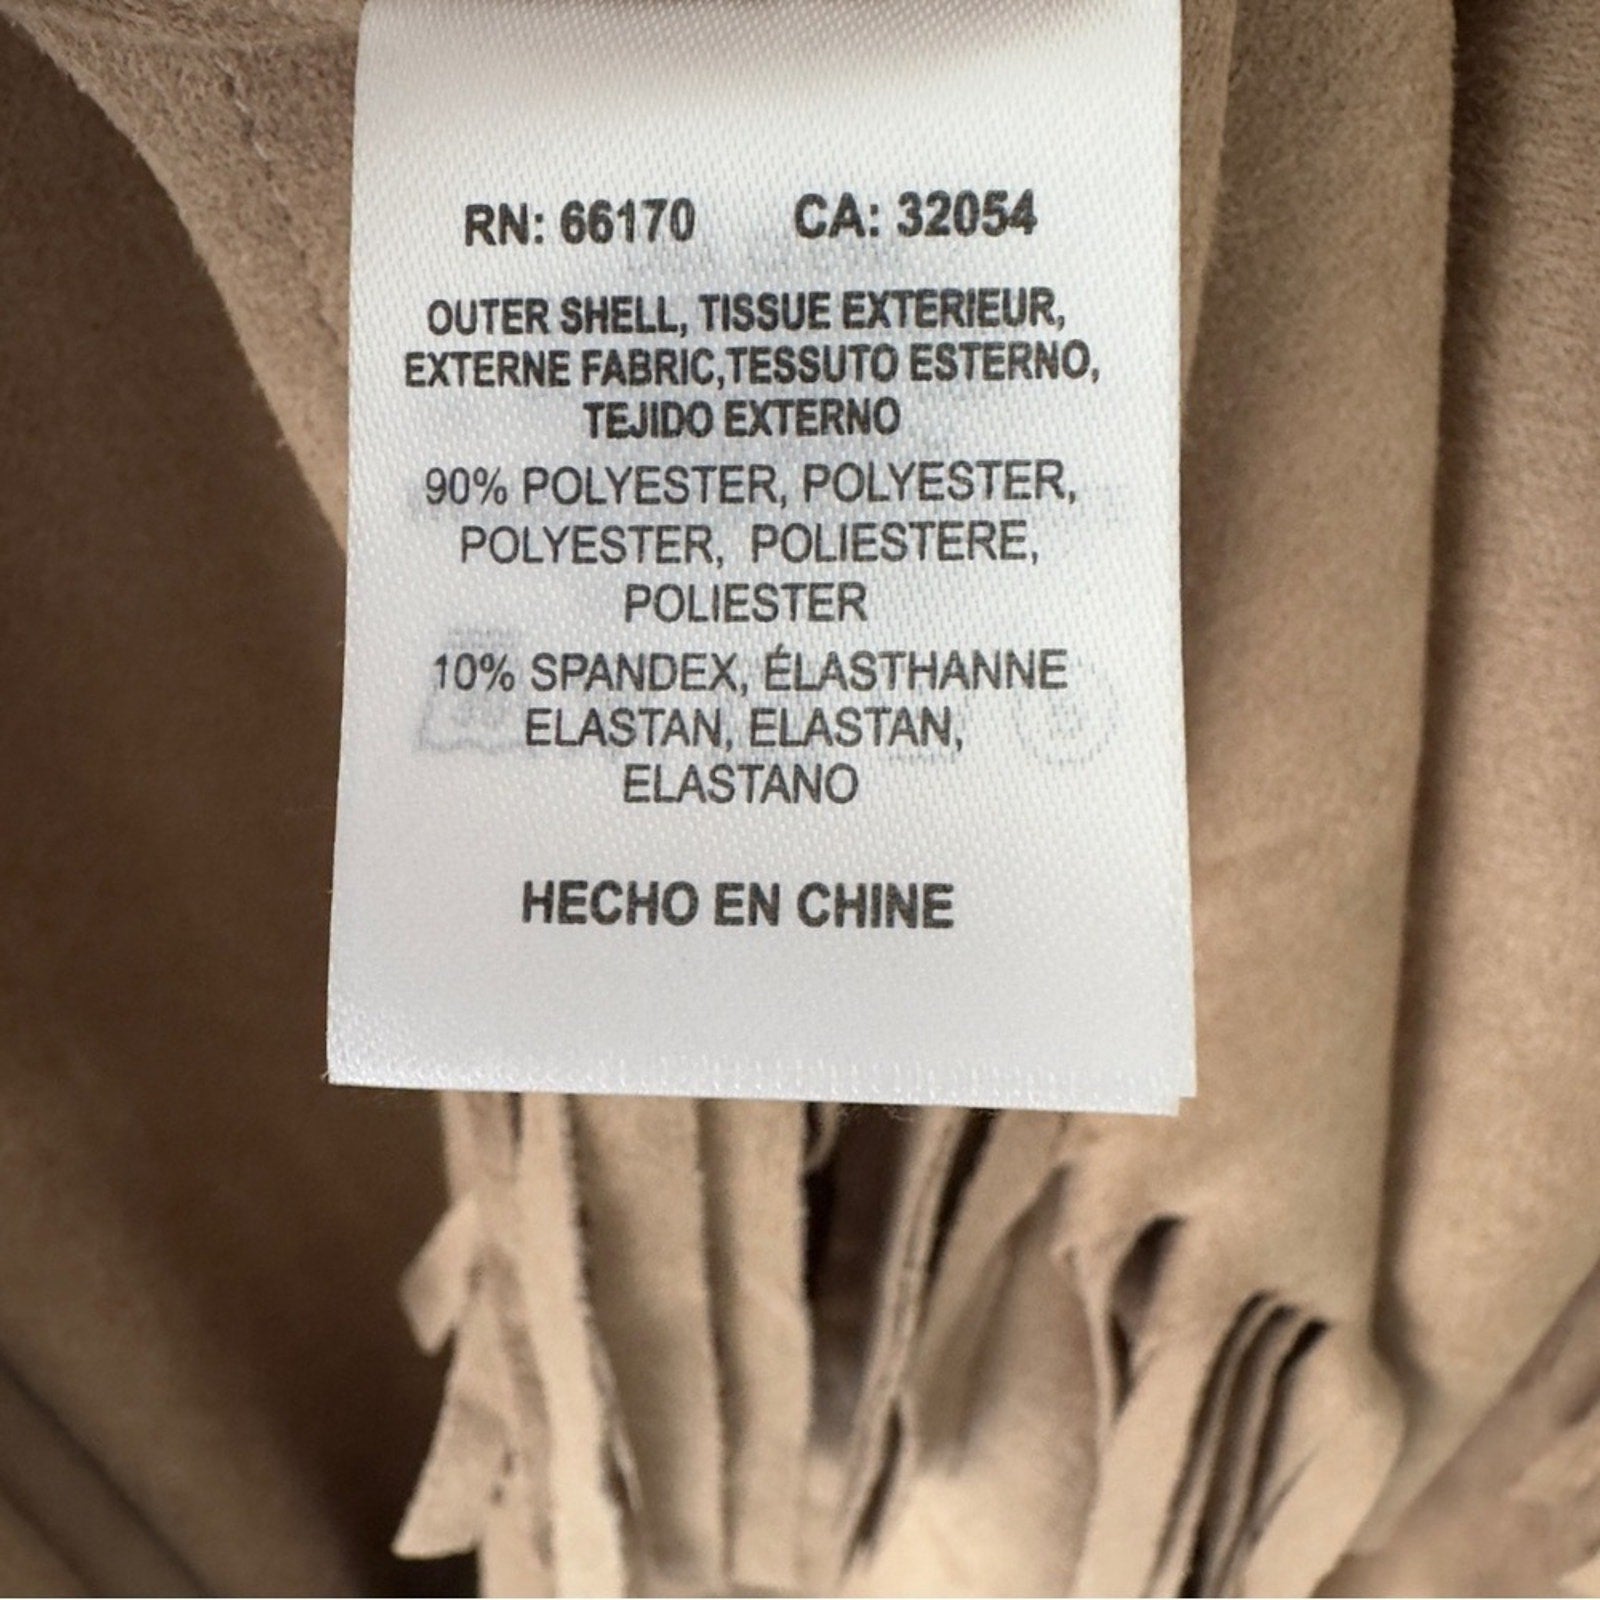 RN: 66170 CA: 32054
OUTER SHELL, TISSUE EXTERIEUR,
EXTERNE FABRIC,TESSUTO ESTERNO,
TEJIDO EXTERNO
90% POLYESTER, POLYESTER,
POLYESTER, POLIESTERE,
POLIESTER
10% SPANDEX, ÉLASTHANNE
ELASTAN, ELASTAN,
ELASTANO
HECHO EN CHINE